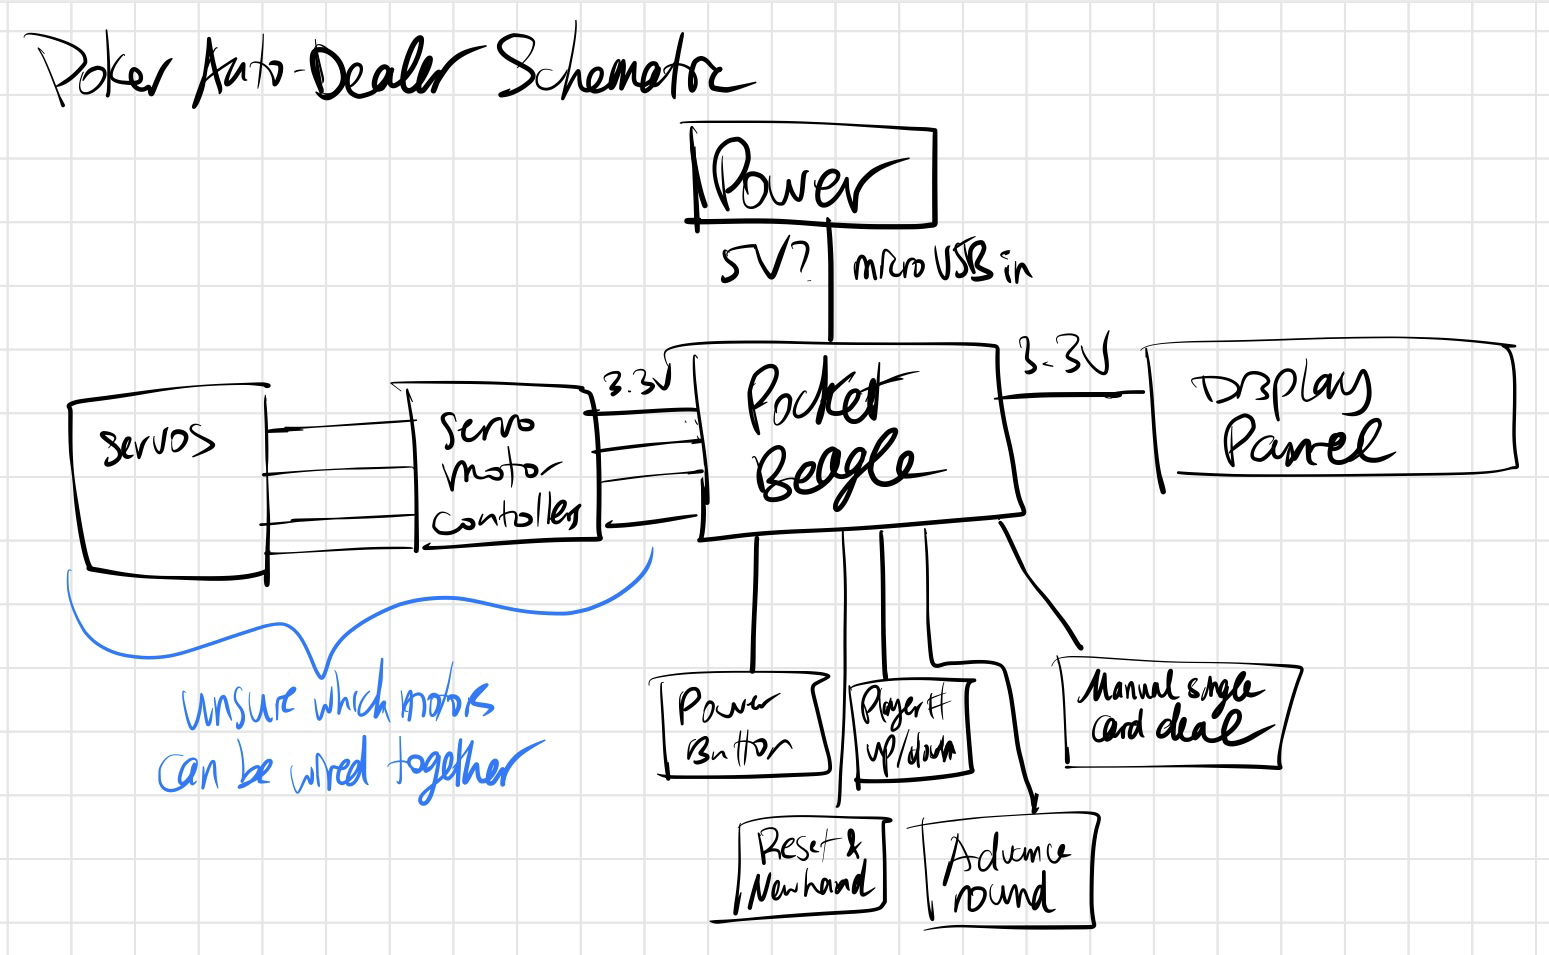 Poker Auto-Dealer Schematic
Power
5V? micro USB in
3.3V
3.3V
Pocket
Beagle
Display
Pannel
servos
servo
motor
controllers
unsure which motors
can be wired together
Power
Button
Player #
up/down
Manual single
card deal
Reset &
New hand
Advance
round